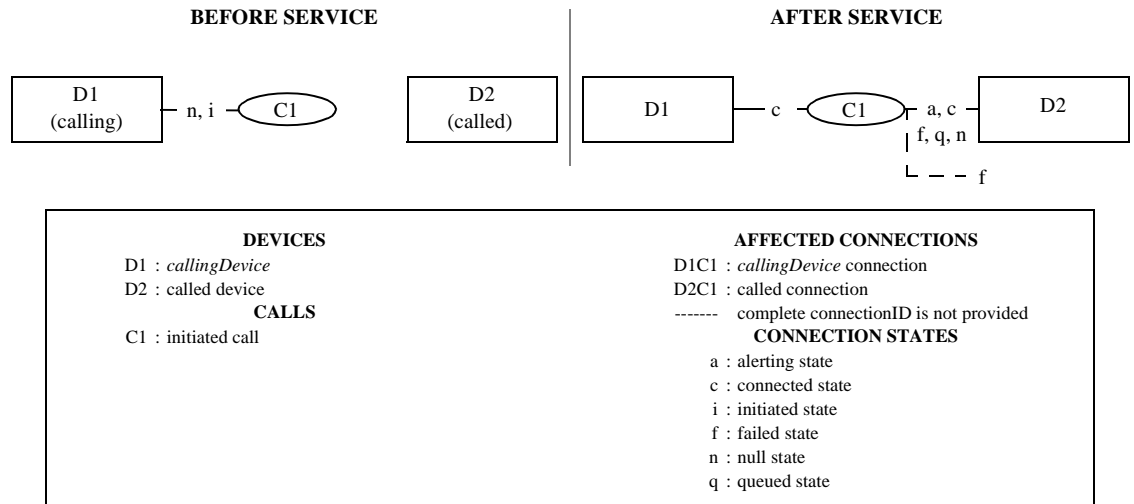 BEFORE SERVICE
AFTER SERVICE
D1
(calling)
n, i
C1
D2
(called)
D1
c
C1
a, c
f, q, n
D2
f
DEVICES
D1 : callingDevice
D2 : called device
CALLS
C1 : initiated call
AFFECTED CONNECTIONS
D1C1 : callingDevice connection
D2C1 : called connection
------- complete connectionID is not provided
CONNECTION STATES
a : alerting state
c : connected state
i : initiated state
f : failed state
n : null state
q : queued state